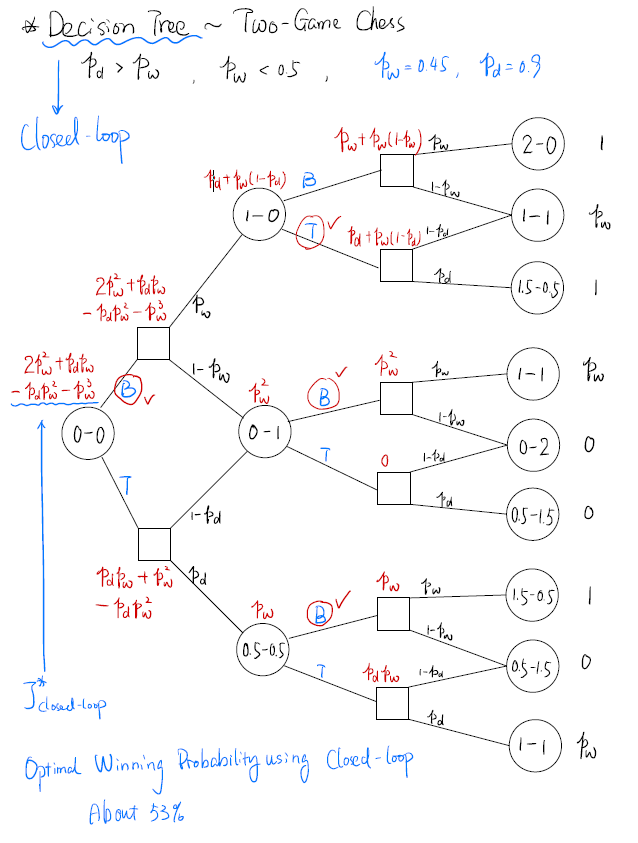 * Decision Tree ~ Two-Game Chess
p_d > p_w , p_w < 0.5 , p_w = 0.45, p_d = 0.9
Closed-loop
p_w + p_w(1-p_w)
p_w
2-0
1
p_d + p_w(1-p_d)
B
1-p_w
1-0
1-1
p_w
T ✓
p_d + p_w(1-p_d)
1-p_d
p_d
1.5-0.5
1
2p_w^2 + p_d p_w
- p_d p_w^2 - p_w^3
p_w
1-p_w
2p_w^2 + p_d p_w
- p_d p_w^2 - p_w^3
B ✓
0-0
T
p_w^2
0-1
B ✓
p_w^2
p_w
1-1
p_w
1-p_w
0-2
0
T
0
1-p_d
p_d
0.5-1.5
0
1-p_d
p_d p_w + p_w^2
- p_d p_w^2
p_d
p_w
0.5-0.5
B ✓
p_w
p_w
1.5-0.5
1
1-p_w
0.5-1.5
0
T
p_d p_w
1-p_d
p_d
1-1
p_w
J*closed-loop
Optimal Winning Probability using Closed-loop
About 53%